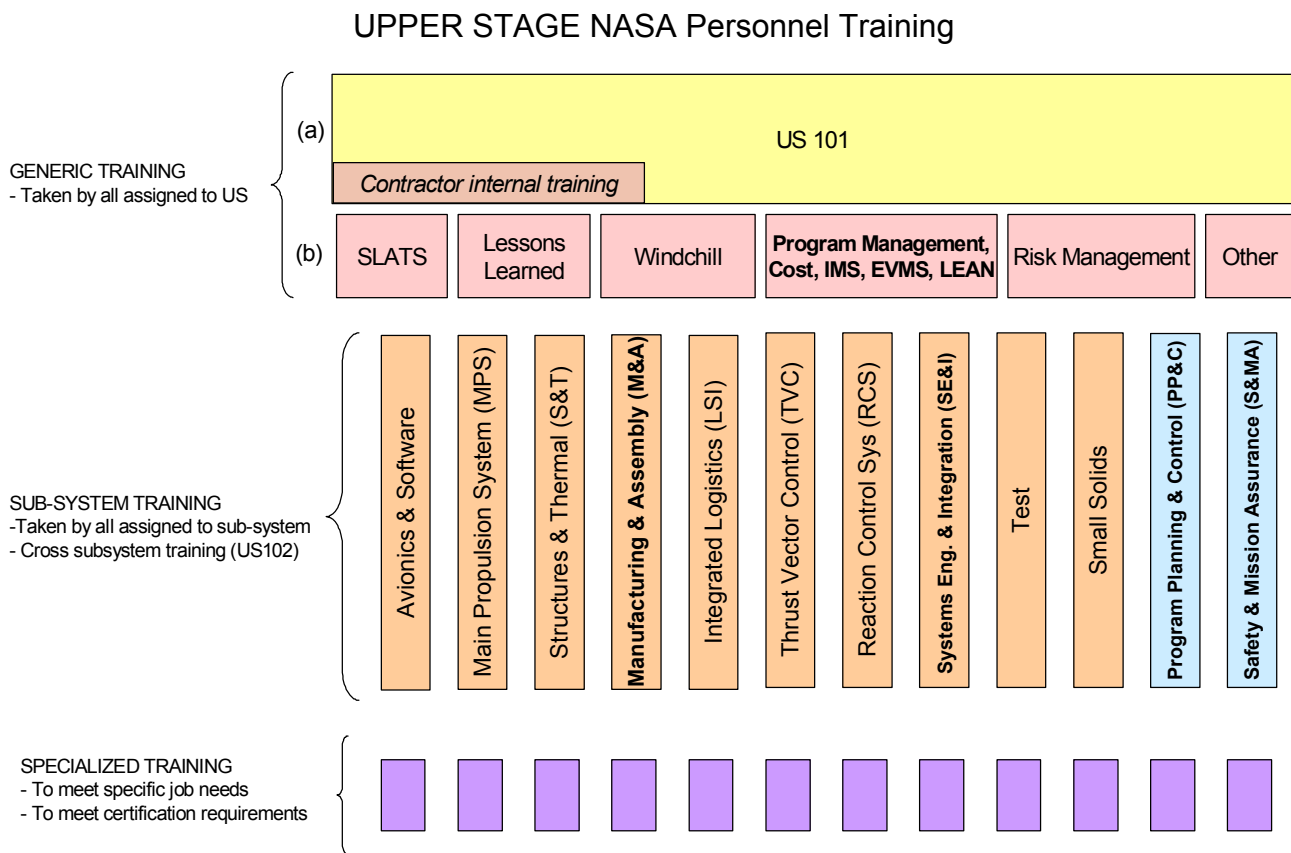 UPPER STAGE NASA Personnel Training
(a)
US 101
GENERIC TRAINING
- Taken by all assigned to US
Contractor internal training
(b)
SLATS
Lessons
Learned
Windchill
Program Management,
Cost, IMS, EVMS, LEAN
Risk Management
Other
SUB-SYSTEM TRAINING
-Taken by all assigned to sub-system
- Cross subsystem training (US102)
Avionics & Software
Main Propulsion System (MPS)
Structures & Thermal (S&T)
Manufacturing & Assembly (M&A)
Integrated Logistics (LSI)
Thrust Vector Control (TVC)
Reaction Control Sys (RCS)
Systems Eng. & Integration (SE&I)
Test
Small Solids
Program Planning & Control (PP&C)
Safety & Mission Assurance (S&MA)
SPECIALIZED TRAINING
- To meet specific job needs
- To meet certification requirements